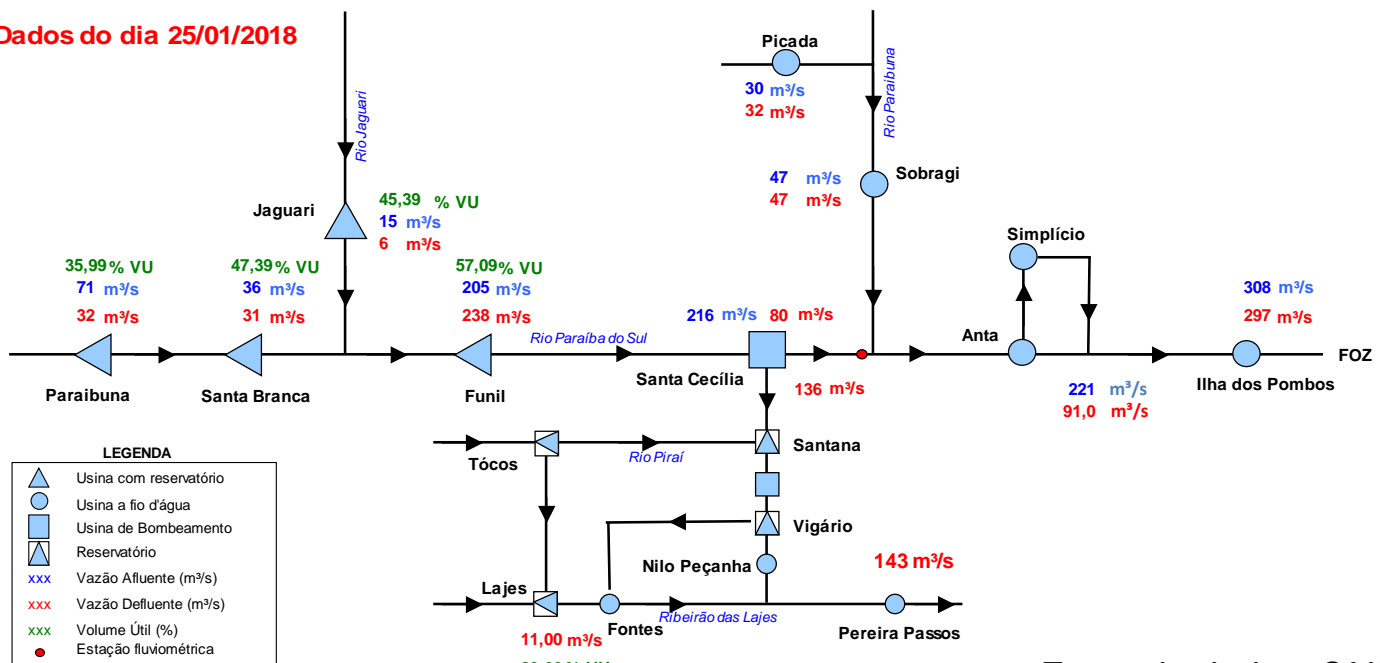 Dados do dia 25/01/2018
Picada
30 m³/s
32 m³/s
Rio Jaguari
Rio Paraibuna
47 m³/s
47 m³/s
Sobragi
Jaguari
45,39 % VU
15 m³/s
6 m³/s
Simplício
35,99 % VU
71 m³/s
32 m³/s
47,39 % VU
36 m³/s
31 m³/s
57,09 % VU
205 m³/s
238 m³/s
216 m³/s 80 m³/s
308 m³/s
297 m³/s
Rio Paraíba do Sul
Anta
FOZ
Paraibuna
Santa Branca
Funil
Santa Cecília
136 m³/s
221 m³/s
91,0 m³/s
Ilha dos Pombos
LEGENDA
Usina com reservatório
Usina a fio d'água
Usina de Bombeamento
Reservatório
xxx Vazão Afluente (m³/s)
xxx Vazão Defluente (m³/s)
xxx Volume Útil (%)
Estação fluviométrica
Tócos
Rio Piraí
Santana
Vigário
Nilo Peçanha
143 m³/s
Lajes
Fontes
Ribeirão das Lajes
Pereira Passos
11,00 m³/s